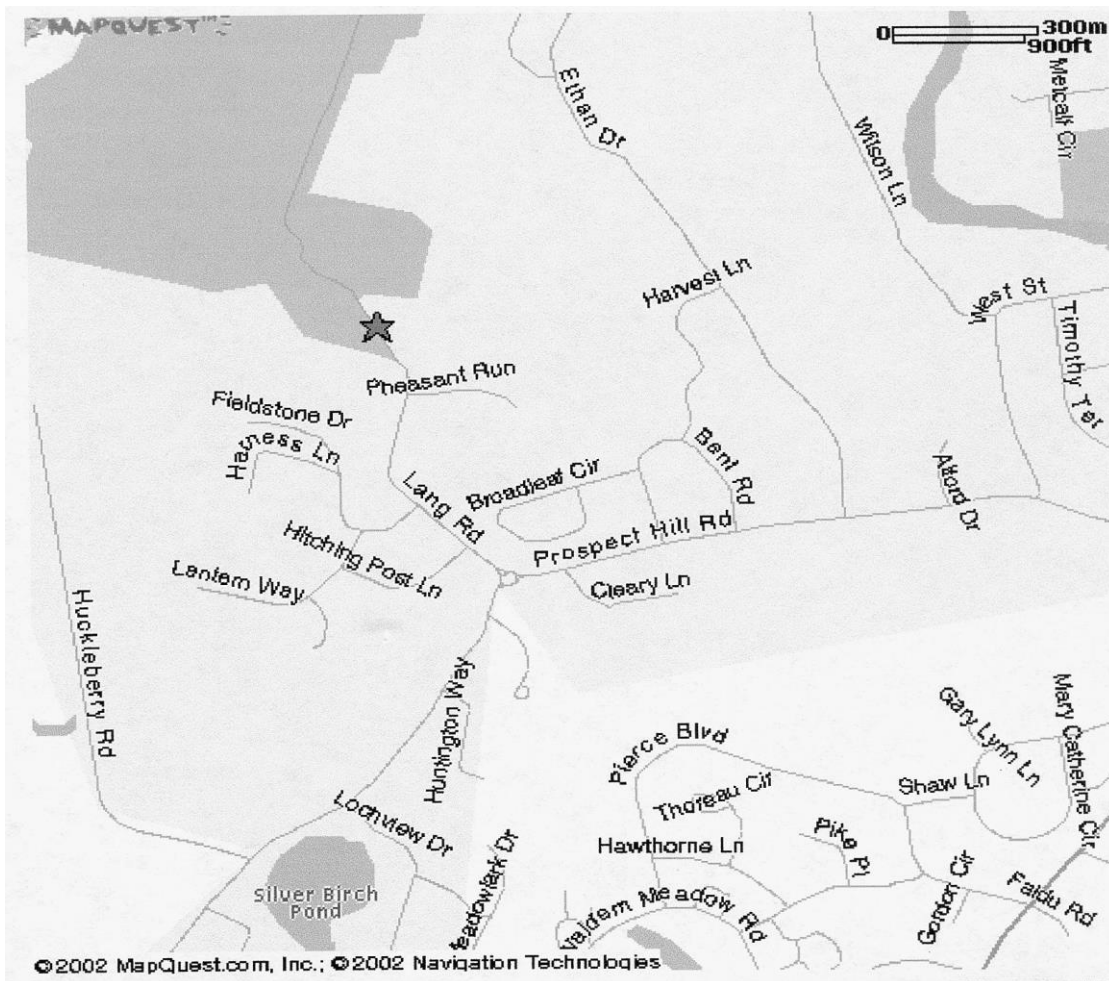 MAPQUEST™
0 300m
900ft
Metcalf Cir
Ethan Dr
Wilson Ln
Harvest Ln
West St
Timothy Ter
Pheasant Run
Fieldstone Dr
Harness Ln
Lang Rd
Broadleaf Cir
Bent Rd
Alford Dr
Prospect Hill Rd
Hitching Post Ln
Lantern Way
Cleary Ln
Huckleberry Rd
Huntington Way
Pierce Blvd
Gary Lynn Ln
Mary Catherine Cir
Shaw Ln
Thoreau Cir
Lochview Dr
Pike Pl
Hawthorne Ln
Meadowlark Dr
Silver Birch
Pond
Gordon Cir
Faldu Rd
Walden Meadow Rd
©2002 MapQuest.com, Inc.; ©2002 Navigation Technologies